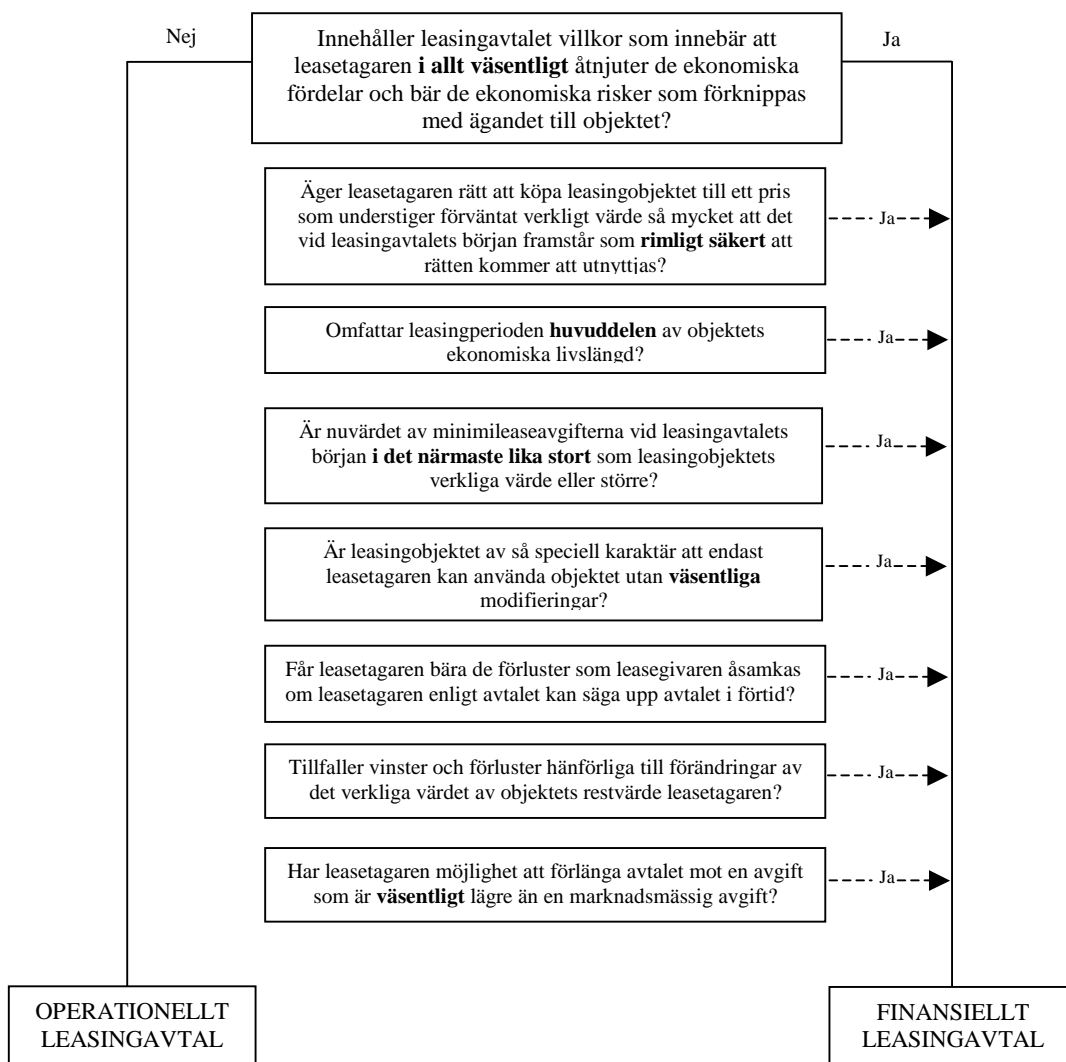 Nej
Innehåller leasingavtalet villkor som innebär att
leasetagaren i allt väsentligt åtnjuter de ekonomiska
fördelar och bär de ekonomiska risker som förknippas
med ägandet till objektet?
Ja
Äger leasetagaren rätt att köpa leasingobjektet till ett pris
som understiger förväntat verkligt värde så mycket att det
vid leasingavtalets början framstår som rimligt säkert att
rätten kommer att utnyttjas?
Ja
Omfattar leasingperioden huvuddelen av objektets
ekonomiska livslängd?
Ja
Är nuvärdet av minimileaseavgifterna vid leasingavtalets
början i det närmaste lika stort som leasingobjektets
verkliga värde eller större?
Ja
Är leasingobjektet av så speciell karaktär att endast
leasetagaren kan använda objektet utan väsentliga
modifieringar?
Ja
Får leasetagaren bära de förluster som leasegivaren åsamkas
om leasetagaren enligt avtalet kan säga upp avtalet i förtid?
Ja
Tillfaller vinster och förluster hänförliga till förändringar av
det verkliga värdet av objektets restvärde leasetagaren?
Ja
Har leasetagaren möjlighet att förlänga avtalet mot en avgift
som är väsentligt lägre än en marknadsmässig avgift?
Ja
OPERATIONELLT
LEASINGAVTAL
FINANSIELLT
LEASINGAVTAL